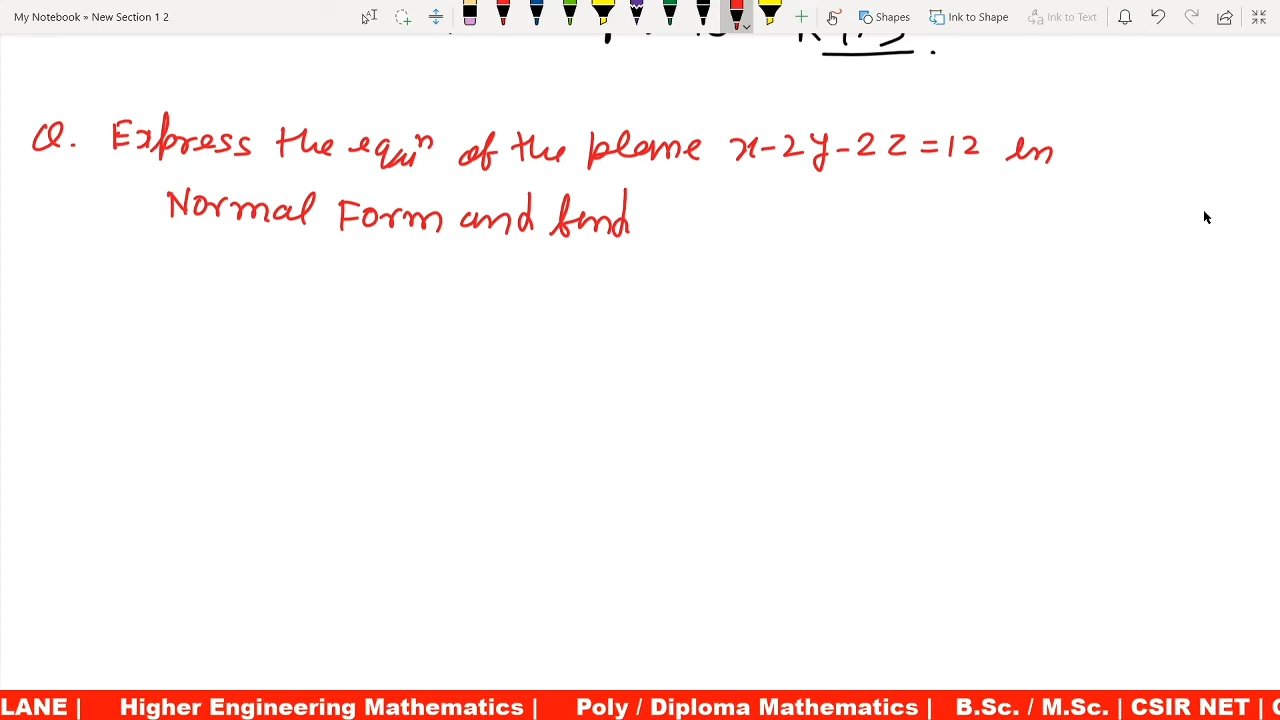 My Notebook » New Section 1 2
Shapes
Ink to Shape
Ink to Text
Q. Express the equⁿ of the plane x-2y-2z=12 in
Normal Form and find
LANE | Higher Engineering Mathematics | Poly / Diploma Mathematics | B.Sc. / M.Sc. | CSIR NET |